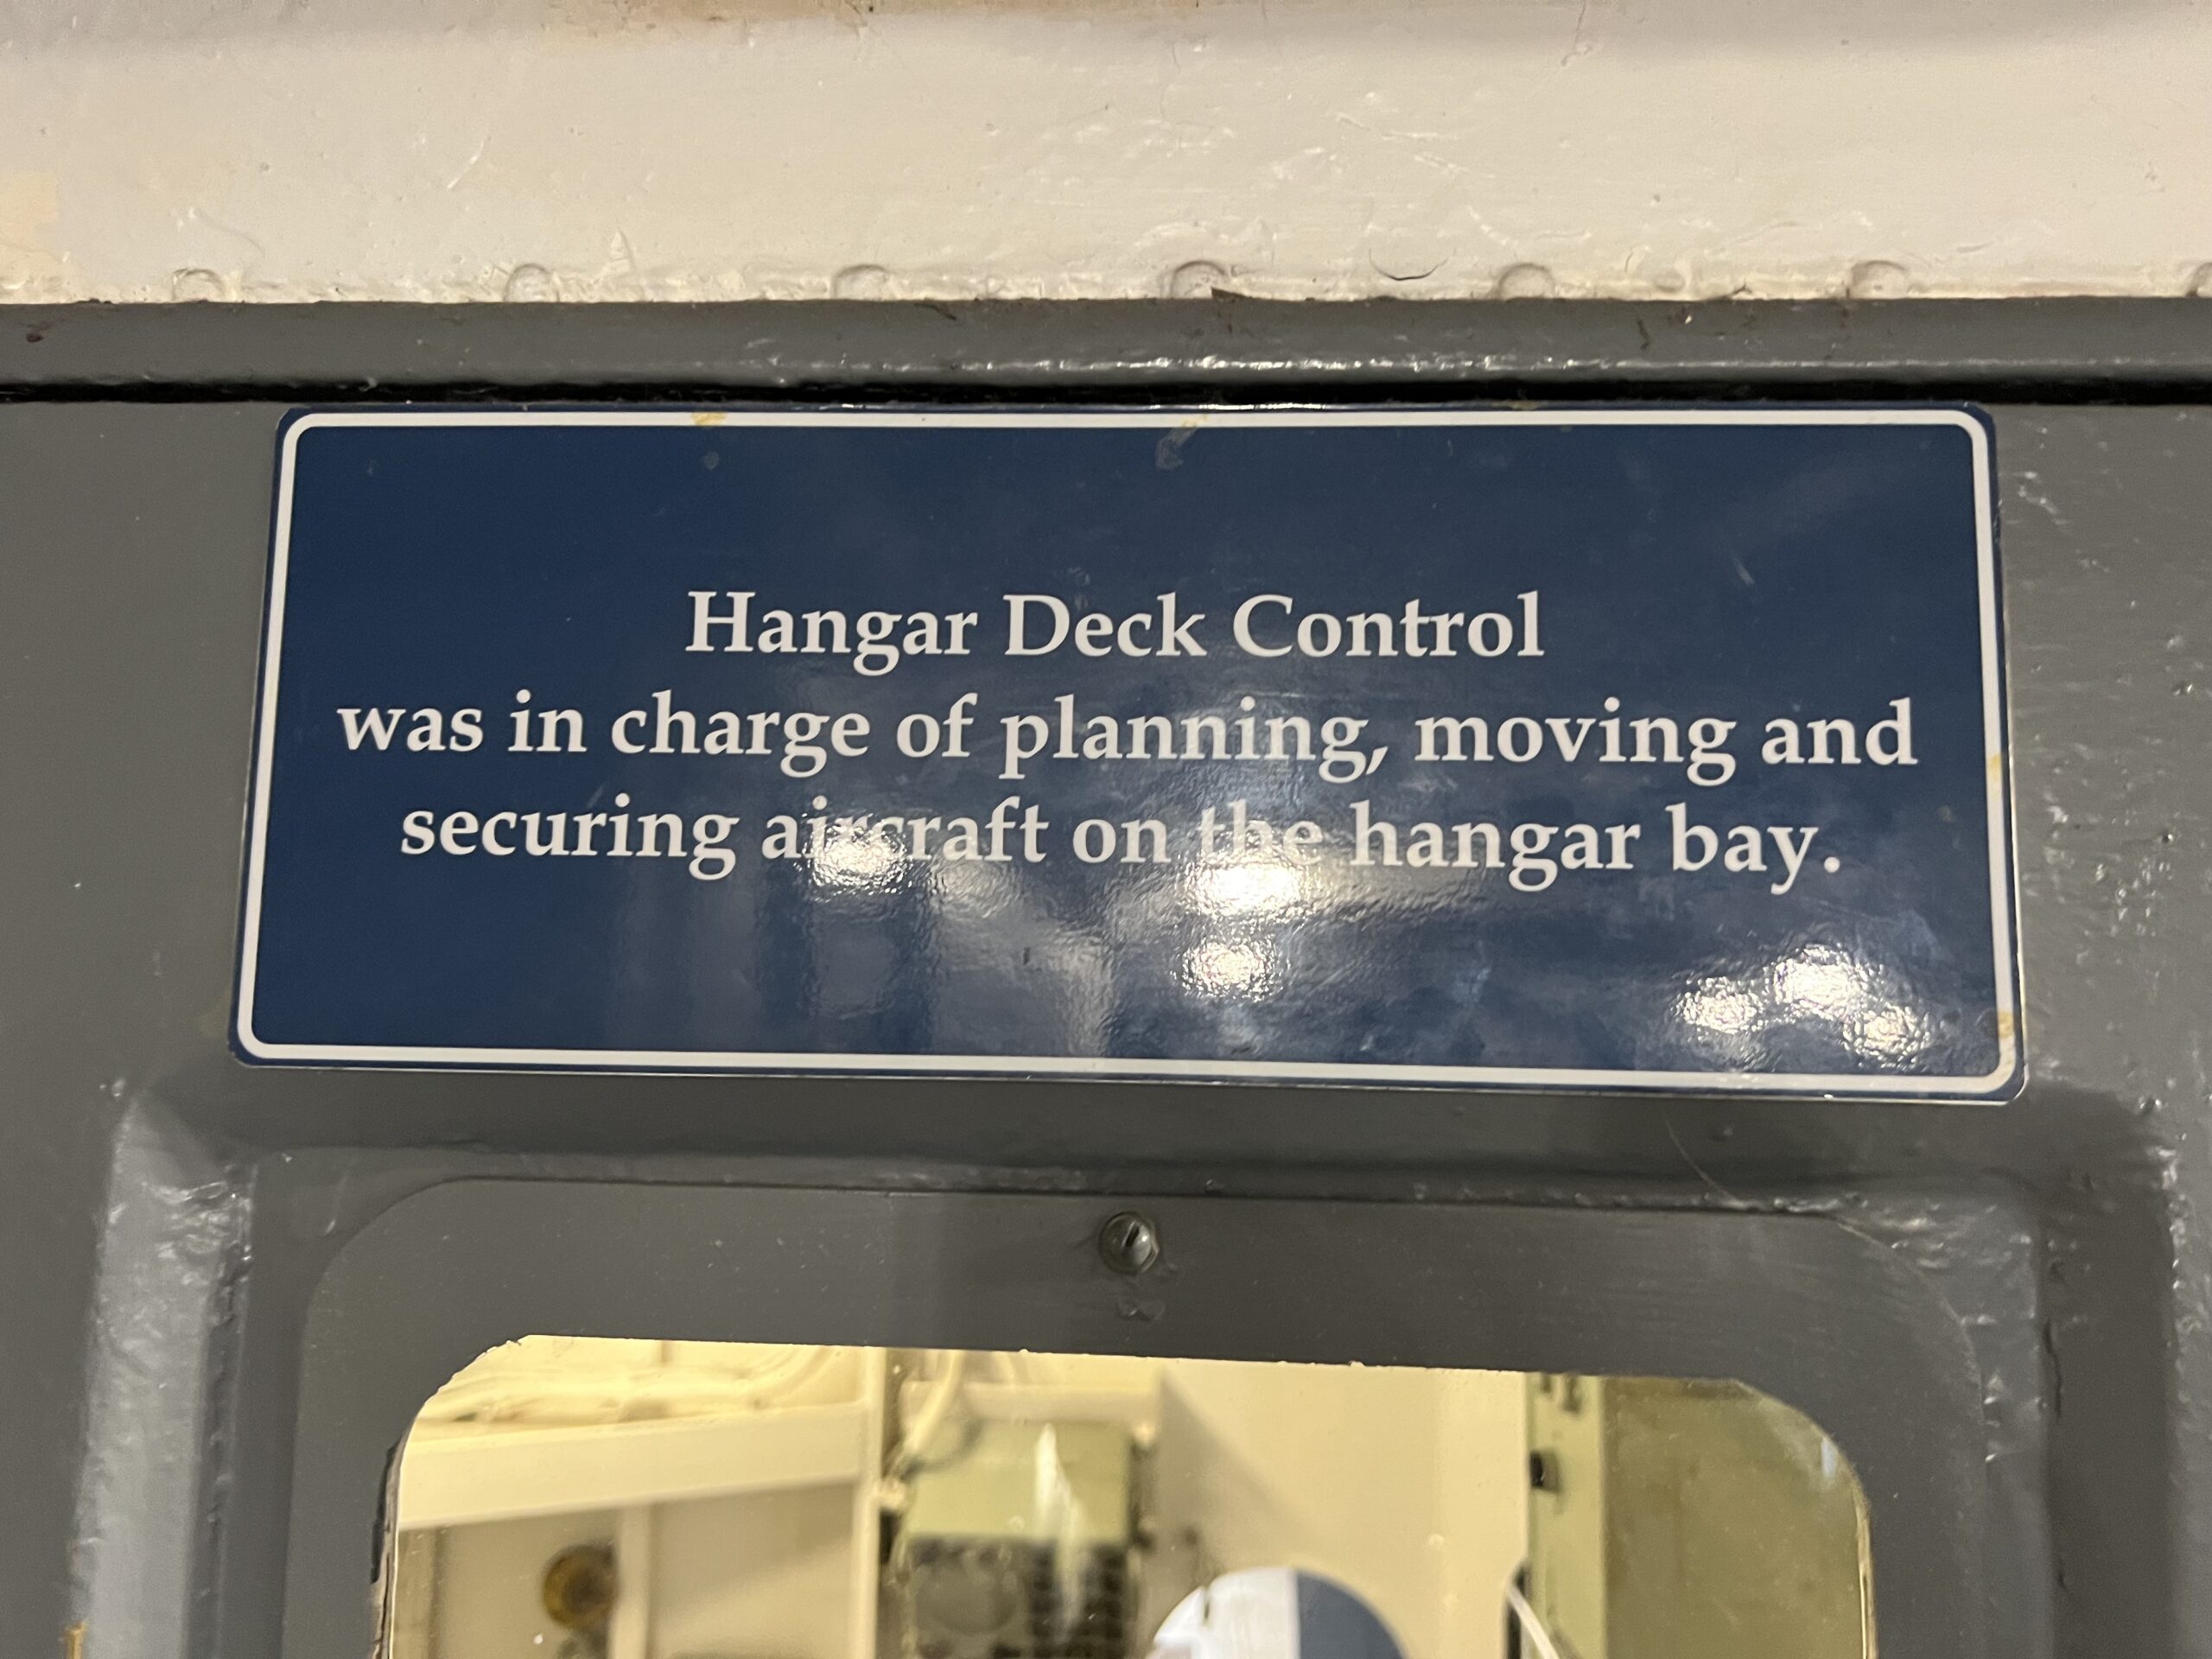 Hangar Deck Control
was in charge of planning, moving and
securing aircraft on the hangar bay.